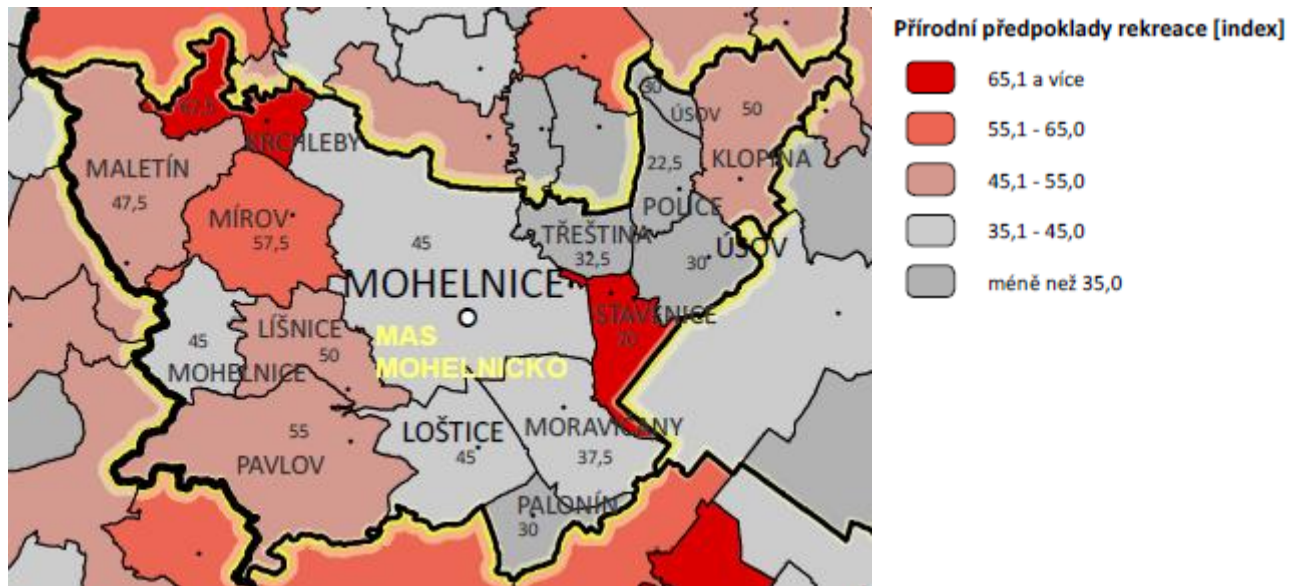 Přírodní předpoklady rekreace [index]
65,1 a více
55,1 - 65,0
45,1 - 55,0
35,1 - 45,0
méně než 35,0
67,5
KRCHLEBY
30
ÚSOV
50
KLOPINA
MALETÍN
47,5
22,5
POLICE
MÍROV
57,5
45
MOHELNICE
TŘEŠTINA
32,5
ÚSOV
30
STAVENICE
70
45
MOHELNICE
LÍŠNICE
50
MAS
MOHELNICKO
55
PAVLOV
LOŠTICE
45
MORAVIČANY
37,5
PALONÍN
30